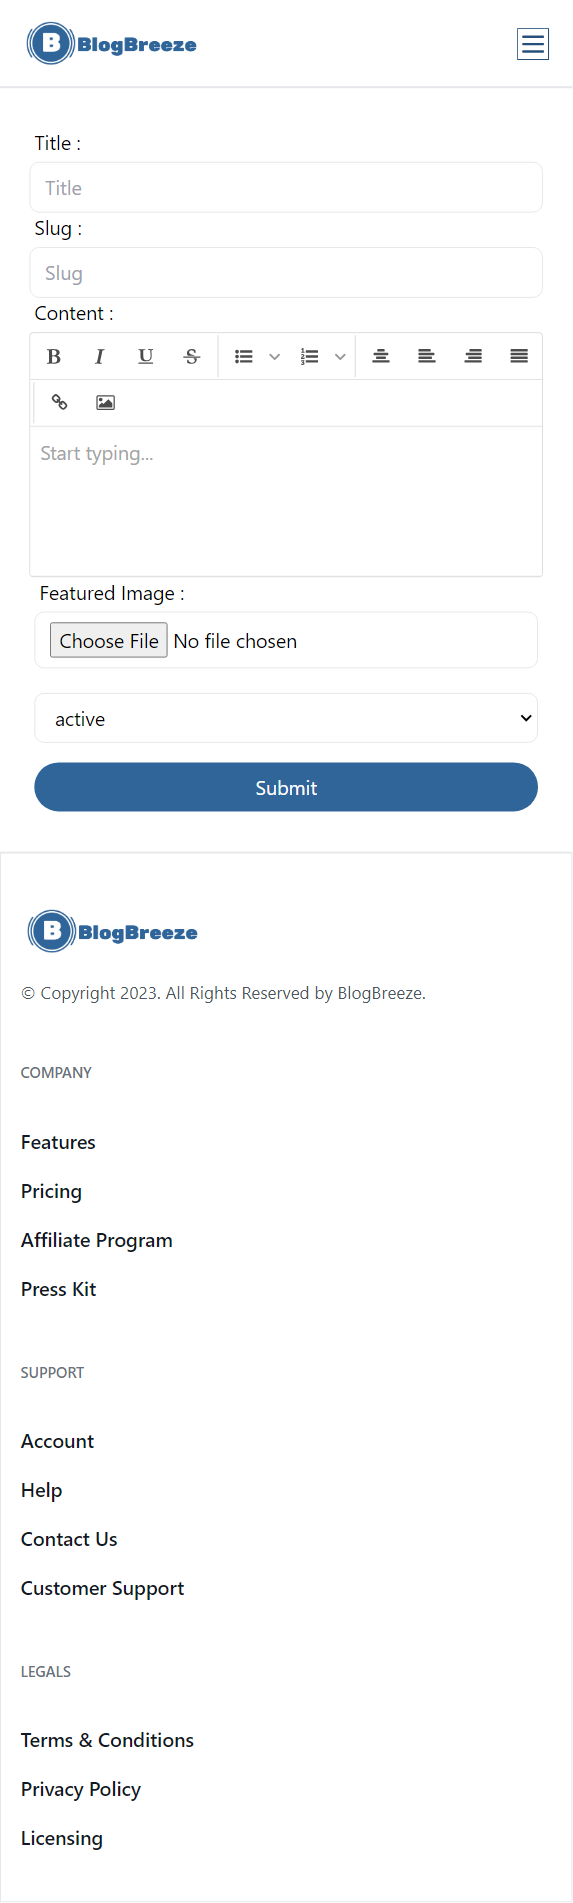 B BlogBreeze
Title :
Title
Slug :
Slug
Content :
B I U S
Start typing...
Featured Image :
Choose File No file chosen
active
Submit
B BlogBreeze
© Copyright 2023. All Rights Reserved by BlogBreeze.
COMPANY
Features
Pricing
Affiliate Program
Press Kit
SUPPORT
Account
Help
Contact Us
Customer Support
LEGALS
Terms & Conditions
Privacy Policy
Licensing